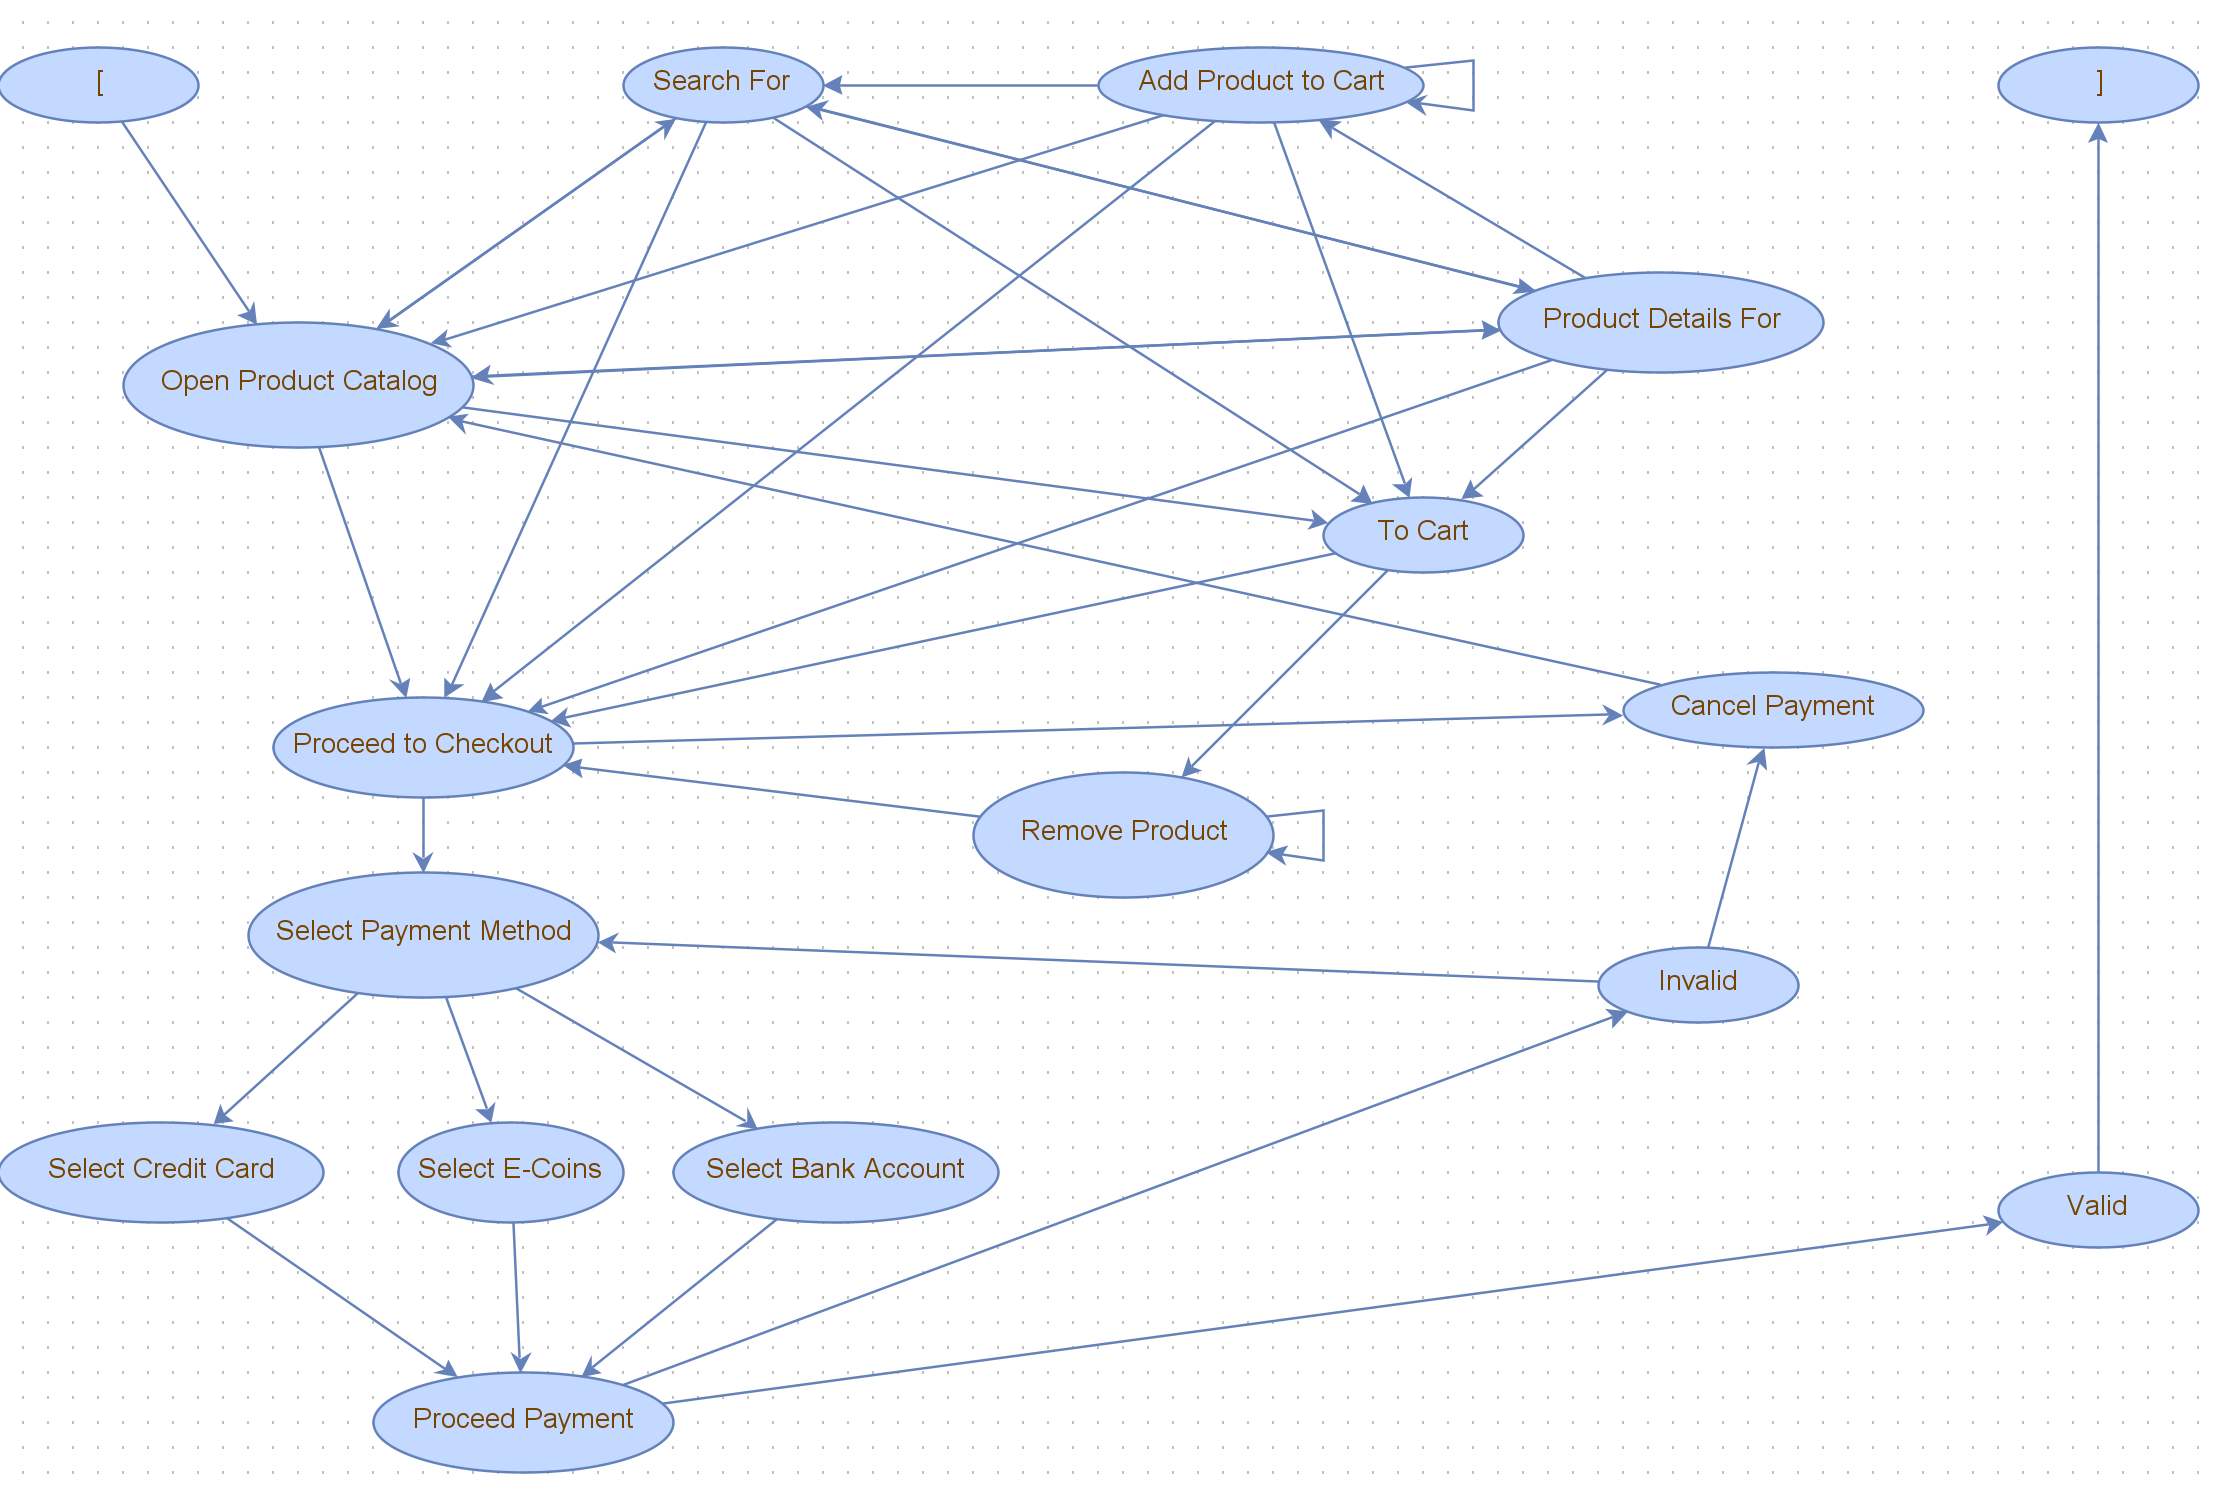 [
Search For
Add Product to Cart
]
Product Details For
Open Product Catalog
To Cart
Cancel Payment
Proceed to Checkout
Remove Product
Select Payment Method
Invalid
Select Credit Card
Select E-Coins
Select Bank Account
Valid
Proceed Payment